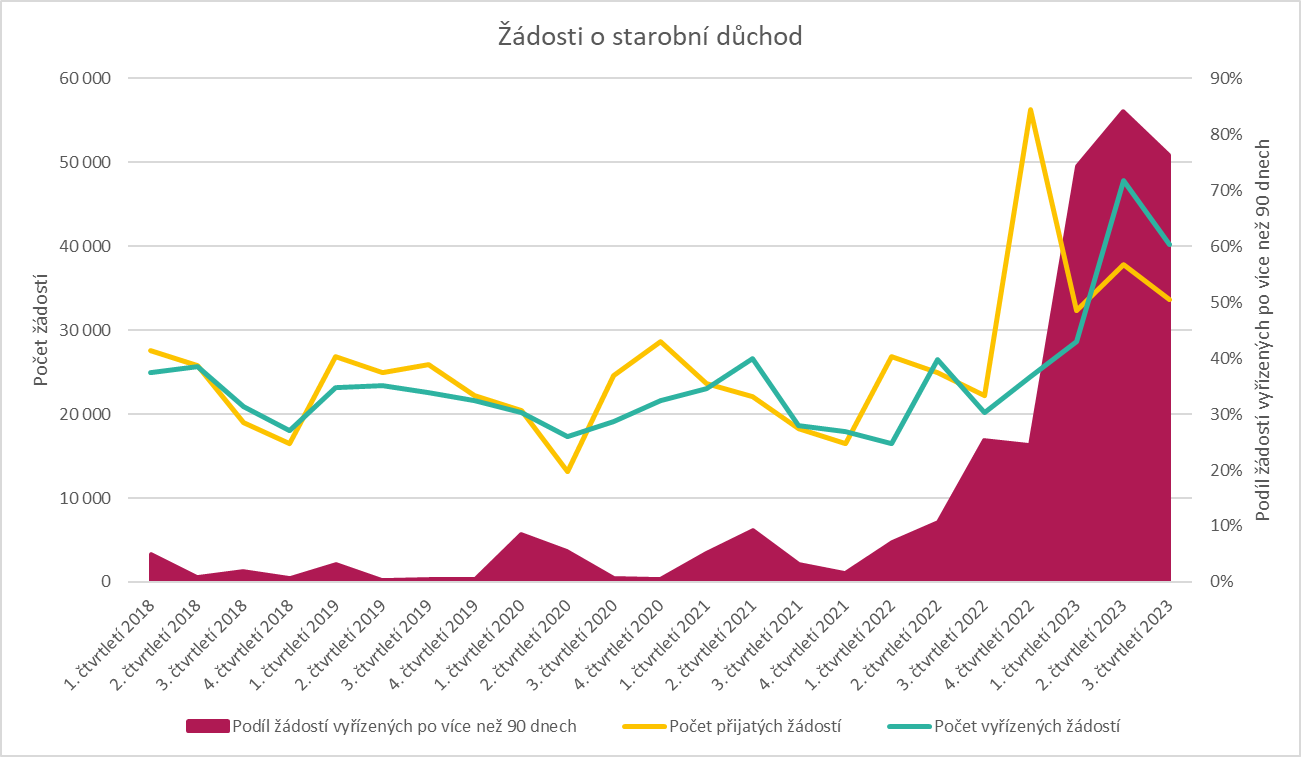 Žádosti o starobní důchod
60 000
50 000
40 000
30 000
20 000
10 000
0
Počet žádostí
90%
80%
70%
60%
50%
40%
30%
20%
10%
0%
Podíl žádostí vyřízených po více než 90 dnech
1. čtvrtletí 2018
2. čtvrtletí 2018
3. čtvrtletí 2018
4. čtvrtletí 2018
1. čtvrtletí 2019
2. čtvrtletí 2019
3. čtvrtletí 2019
4. čtvrtletí 2019
1. čtvrtletí 2020
2. čtvrtletí 2020
3. čtvrtletí 2020
4. čtvrtletí 2020
1. čtvrtletí 2021
2. čtvrtletí 2021
3. čtvrtletí 2021
4. čtvrtletí 2021
1. čtvrtletí 2022
2. čtvrtletí 2022
3. čtvrtletí 2022
4. čtvrtletí 2022
1. čtvrtletí 2023
2. čtvrtletí 2023
3. čtvrtletí 2023
Podíl žádostí vyřízených po více než 90 dnech
Počet přijatých žádostí
Počet vyřízených žádostí